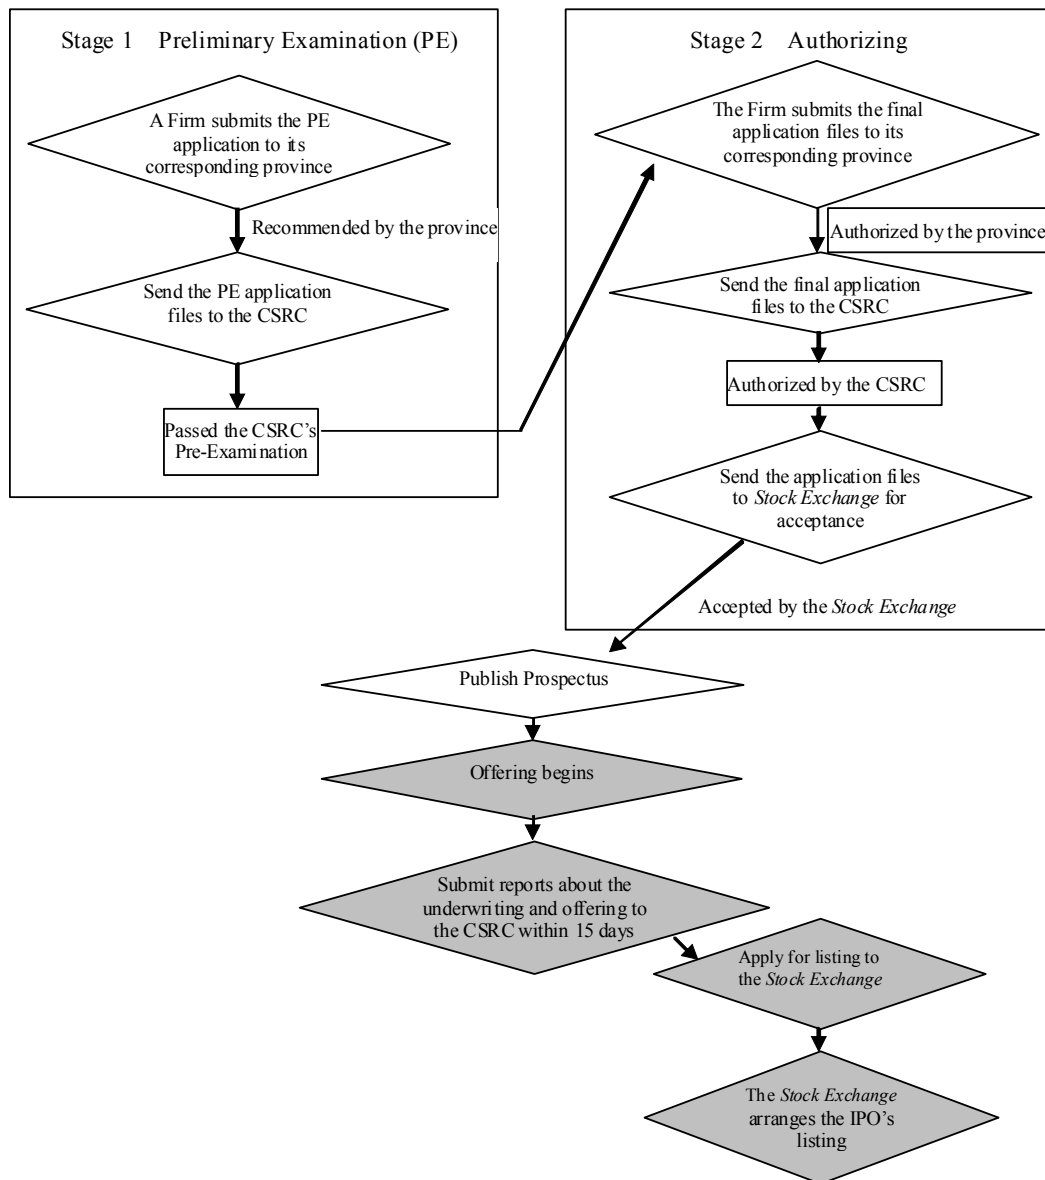 Stage 1 Preliminary Examination (PE)
A Firm submits the PE
application to its
corresponding province
Recommended by the province
Send the PE application
files to the CSRC
Passed the CSRC's
Pre-Examination
Stage 2 Authorizing
The Firm submits the final
application files to its
corresponding province
Authorized by the province
Send the final application
files to the CSRC
Authorized by the CSRC
Send the application files
to Stock Exchange for
acceptance
Accepted by the Stock Exchange
Publish Prospectus
Offering begins
Submit reports about the
underwriting and offering to
the CSRC within 15 days
Apply for listing to
the Stock Exchange
The Stock Exchange
arranges the IPO's
listing